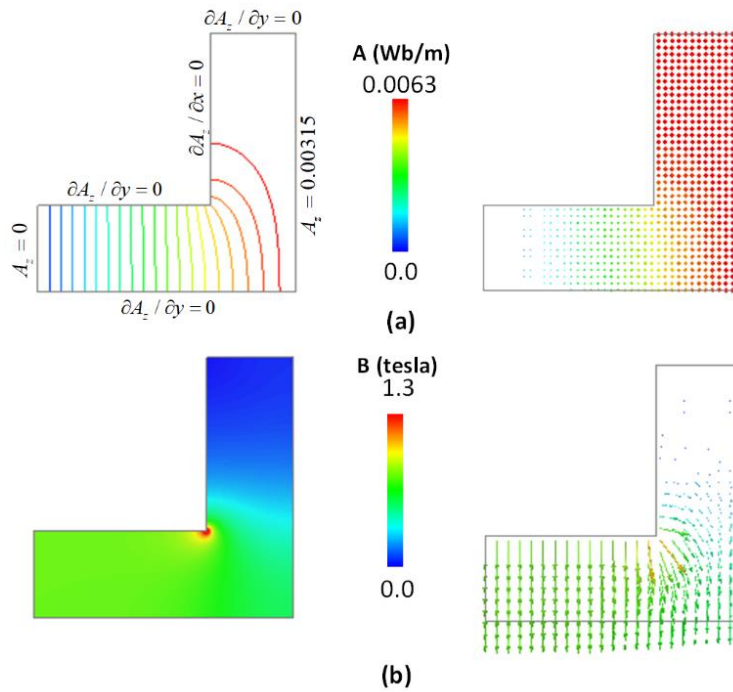 ∂A_z / ∂y = 0
∂A_z / ∂x = 0
A_z = 0.00315
∂A_z / ∂y = 0
A_z = 0
∂A_z / ∂y = 0
A (Wb/m)
0.0063
0.0
(a)
B (tesla)
1.3
0.0
(b)